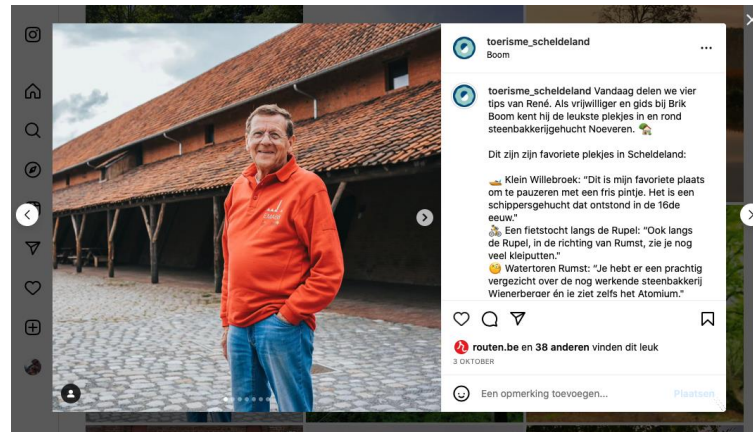 toerisme_scheldeland
Boom
toerisme_scheldeland Vandaag delen we vier
tips van René. Als vrijwilliger en gids bij Brik
Boom kent hij de leukste plekjes in en rond
steenbakkerijgehucht Noeveren. 🏡
Dit zijn zijn favoriete plekjes in Scheldeland:
🚤 Klein Willebroek: "Dit is mijn favoriete plaats
om te pauzeren met een fris pintje. Het is een
schippersgehucht dat ontstond in de 16de
eeuw."
🚴 Een fietstocht langs de Rupel: "Ook langs
de Rupel, in de richting van Rumst, zie je nog
veel kleiputten."
🧐 Watertoren Rumst: "Je hebt er een prachtig
vergezicht over de nog werkende steenbakkerij
Wienerberger én je ziet zelfs het Atomium."
routen.be en 38 anderen vinden dit leuk
3 OKTOBER
Een opmerking toevoegen...
Plaatsen